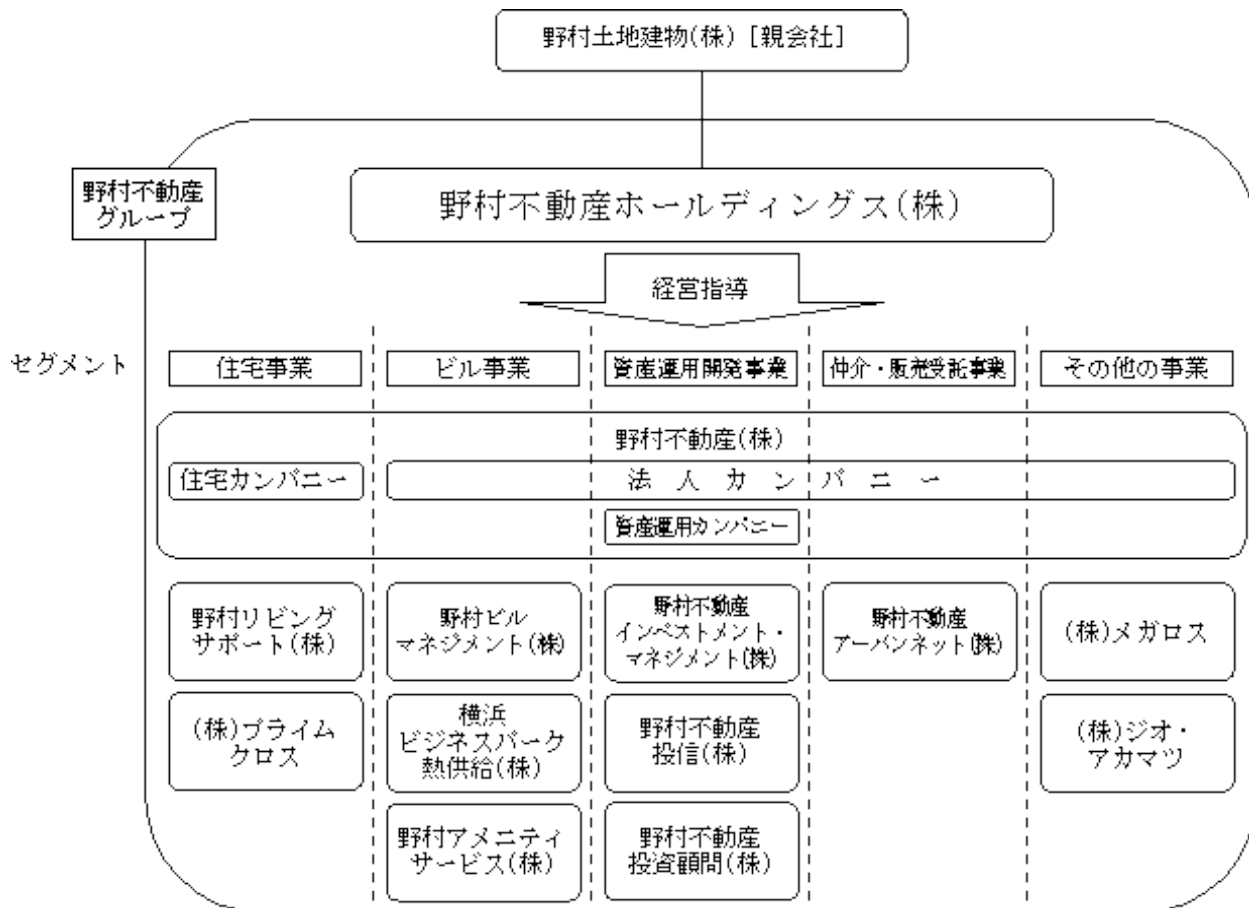 野村土地建物(株) [親会社]
野村不動産
グループ
野村不動産ホールディングス(株)
経営指導
セグメント
住宅事業
ビル事業
資産運用開発事業
仲介・販売受託事業
その他の事業
野村不動産(株)
住宅カンパニー
法人カンパニー
資産運用カンパニー
野村リビング
サポート(株)
野村ビル
マネジメント(株)
野村不動産
インベストメント・
マネジメント(株)
野村不動産
アーバンネット(株)
(株)メガロス
(株)プライム
クロス
横浜
ビジネスパーク
熱供給(株)
野村不動産
投信(株)
(株)ジオ・
アカマツ
野村アメニティ
サービス(株)
野村不動産
投資顧問(株)